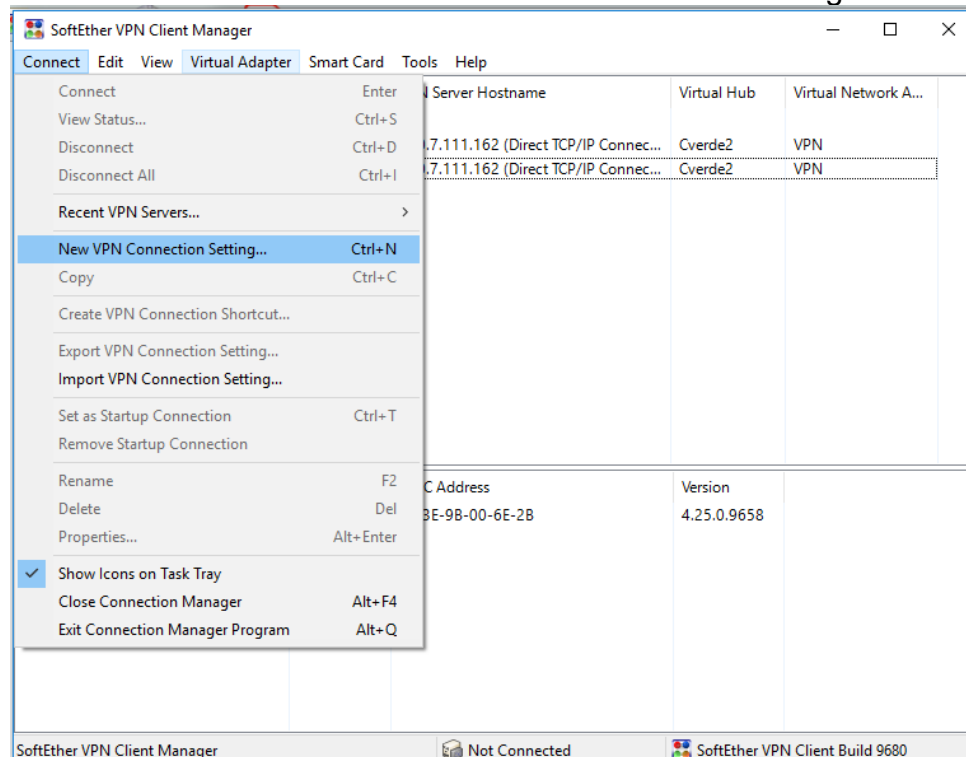 SoftEther VPN Client Manager
Connect Edit View Virtual Adapter Smart Card Tools Help
Connect Enter
Server Hostname Virtual Hub Virtual Network A...
View Status... Ctrl+S
Disconnect Ctrl+D
.7.111.162 (Direct TCP/IP Connec... Cverde2 VPN
Disconnect All Ctrl+I
.7.111.162 (Direct TCP/IP Connec... Cverde2 VPN
Recent VPN Servers... >
New VPN Connection Setting... Ctrl+N
Copy Ctrl+C
Create VPN Connection Shortcut...
Export VPN Connection Setting...
Import VPN Connection Setting...
Set as Startup Connection Ctrl+T
Remove Startup Connection
Rename F2
C Address Version
Delete Del
3E-9B-00-6E-2B 4.25.0.9658
Properties... Alt+Enter
Show Icons on Task Tray
Close Connection Manager Alt+F4
Exit Connection Manager Program Alt+Q
SoftEther VPN Client Manager Not Connected SoftEther VPN Client Build 9680